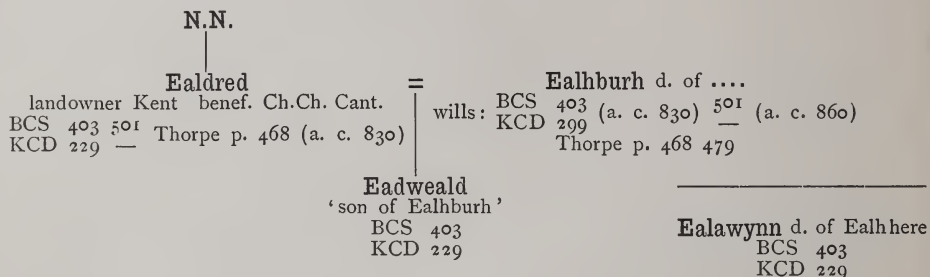 N.N.
Ealdred = Ealhburh d. of ....
landowner Kent benef. Ch.Ch. Cant. wills: BCS 403 (a. c. 830) 501 (a. c. 860)
KCD 299 —
BCS 403 501 Thorpe p. 468 (a. c. 830)
KCD 229 —
Thorpe p. 468 479
Eadweald
‘son of Ealhburh’
BCS 403
KCD 229
Ealawynn d. of Ealhhere
BCS 403
KCD 229